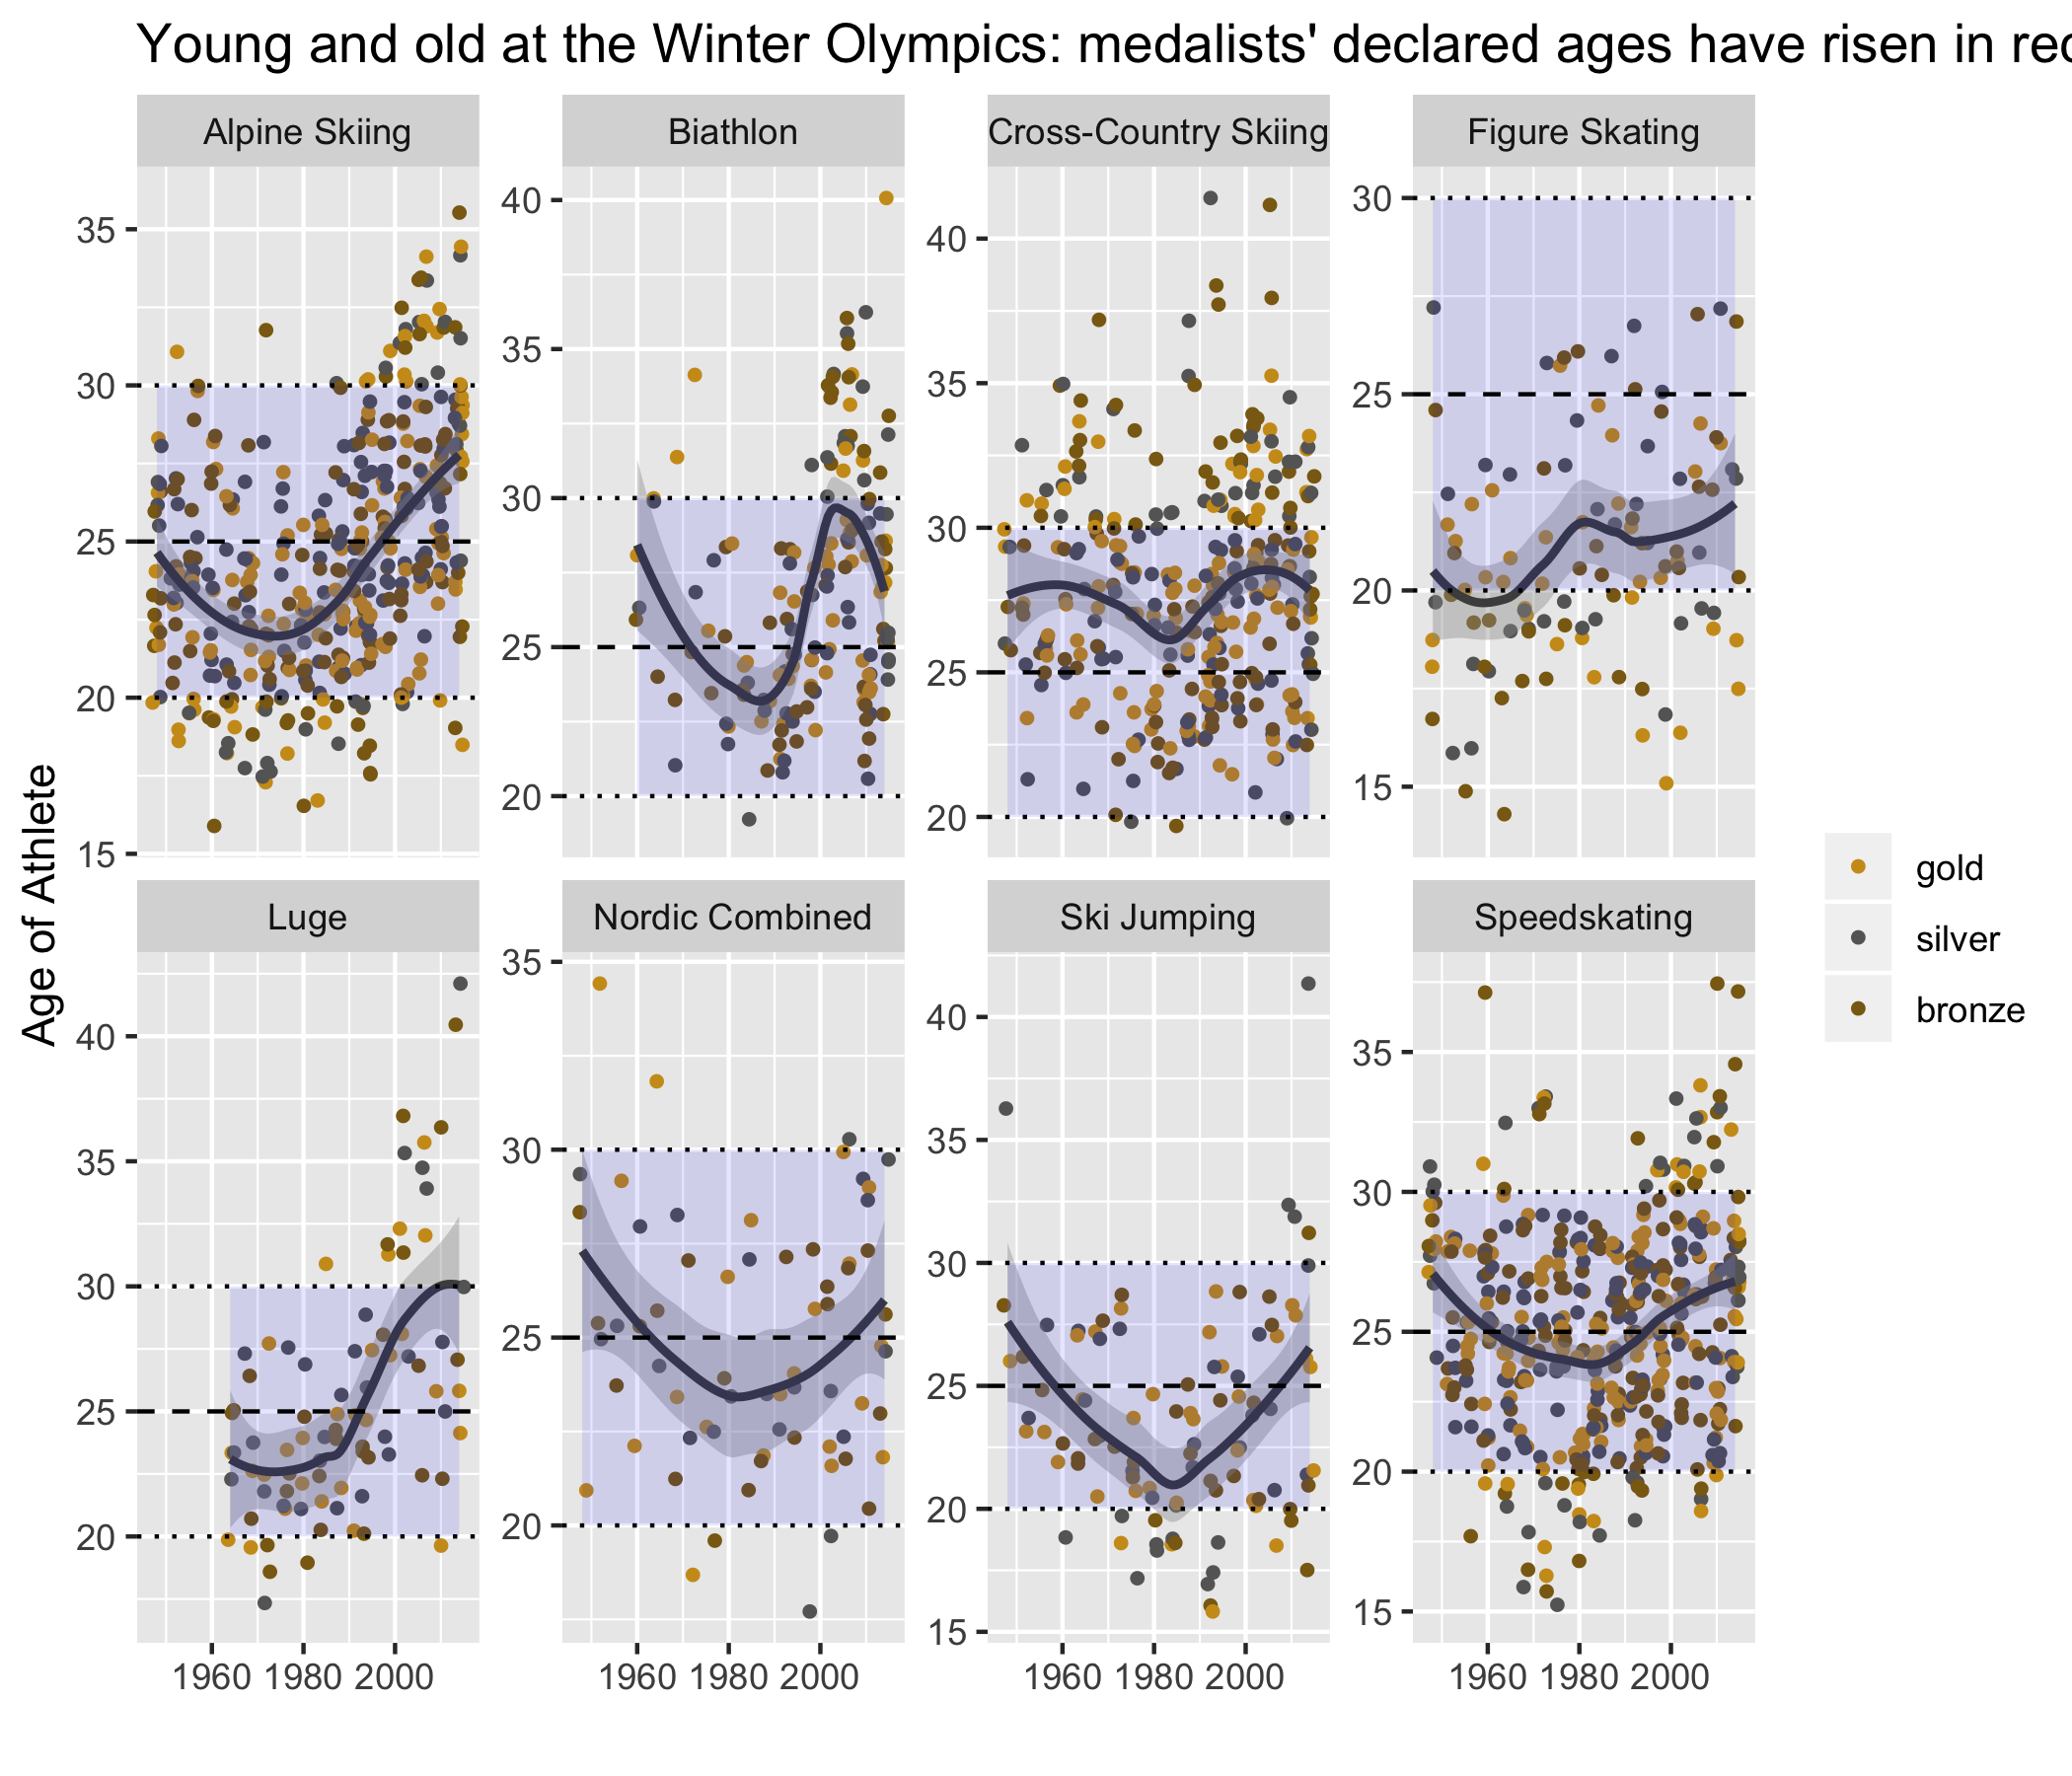 Young and old at the Winter Olympics: medalists' declared ages have risen in rec
Alpine Skiing
Biathlon
Cross-Country Skiing
Figure Skating
35
30
25
20
15
40
35
30
25
20
40
35
30
25
20
30
25
20
15
Age of Athlete
gold
silver
bronze
Luge
Nordic Combined
Ski Jumping
Speedskating
40
35
30
25
20
35
30
25
20
40
35
30
25
20
15
35
30
25
20
15
1960 1980 2000
1960 1980 2000
1960 1980 2000
1960 1980 2000